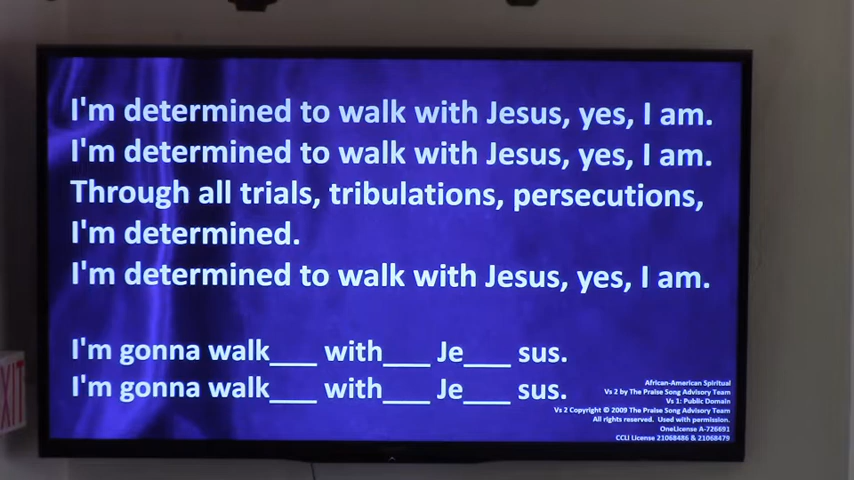 I'm determined to walk with Jesus, yes, I am.
I'm determined to walk with Jesus, yes, I am.
Through all trials, tribulations, persecutions,
I'm determined.
I'm determined to walk with Jesus, yes, I am.
I'm gonna walk___ with___ Je___ sus.
I'm gonna walk___ with___ Je___ sus.
African-American Spiritual
Vs 2 by The Praise Song Advisory Team
Vs 1: Public Domain
Vs 2 Copyright © 2009 The Praise Song Advisory Team
All rights reserved. Used with permission.
OneLicense A-726691
CCLI License 21068486 & 21068479
EXIT